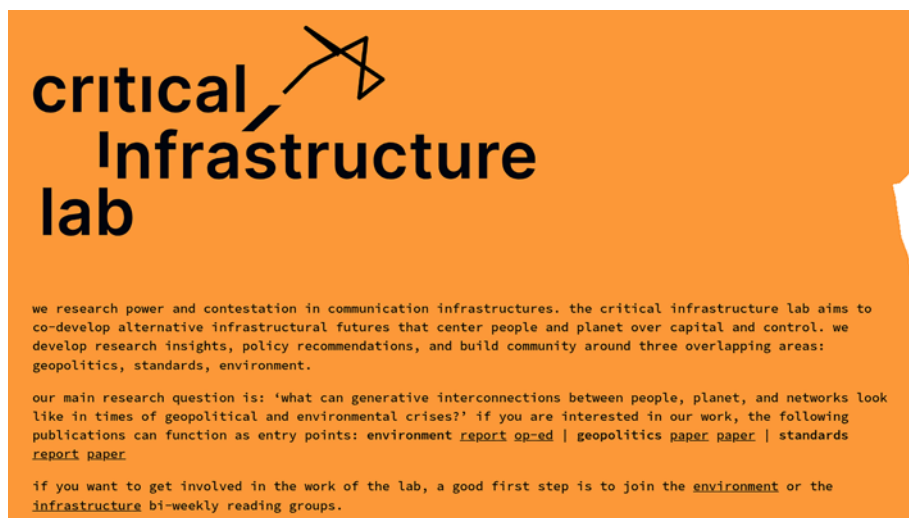 critical
infrastructure
lab
we research power and contestation in communication infrastructures. the critical infrastructure lab aims to
co-develop alternative infrastructural futures that center people and planet over capital and control. we
develop research insights, policy recommendations, and build community around three overlapping areas:
geopolitics, standards, environment.
our main research question is: ‘what can generative interconnections between people, planet, and networks look
like in times of geopolitical and environmental crises?’ if you are interested in our work, the following
publications can function as entry points: environment report op-ed | geopolitics paper paper | standards
report paper
if you want to get involved in the work of the lab, a good first step is to join the environment or the
infrastructure bi-weekly reading groups.